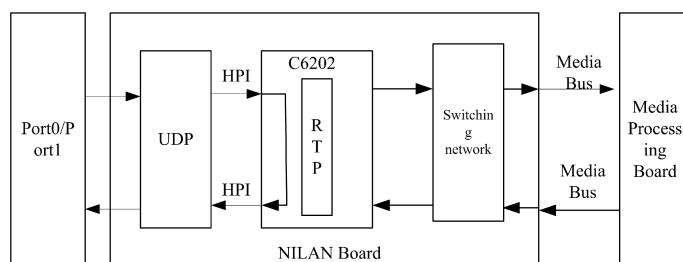 Port0/P
ort1
UDP
HPI
HPI
C6202
R
T
P
Switchin
g
network
Media
Bus
Media
Bus
Media
Process
ing
Board
NILAN Board